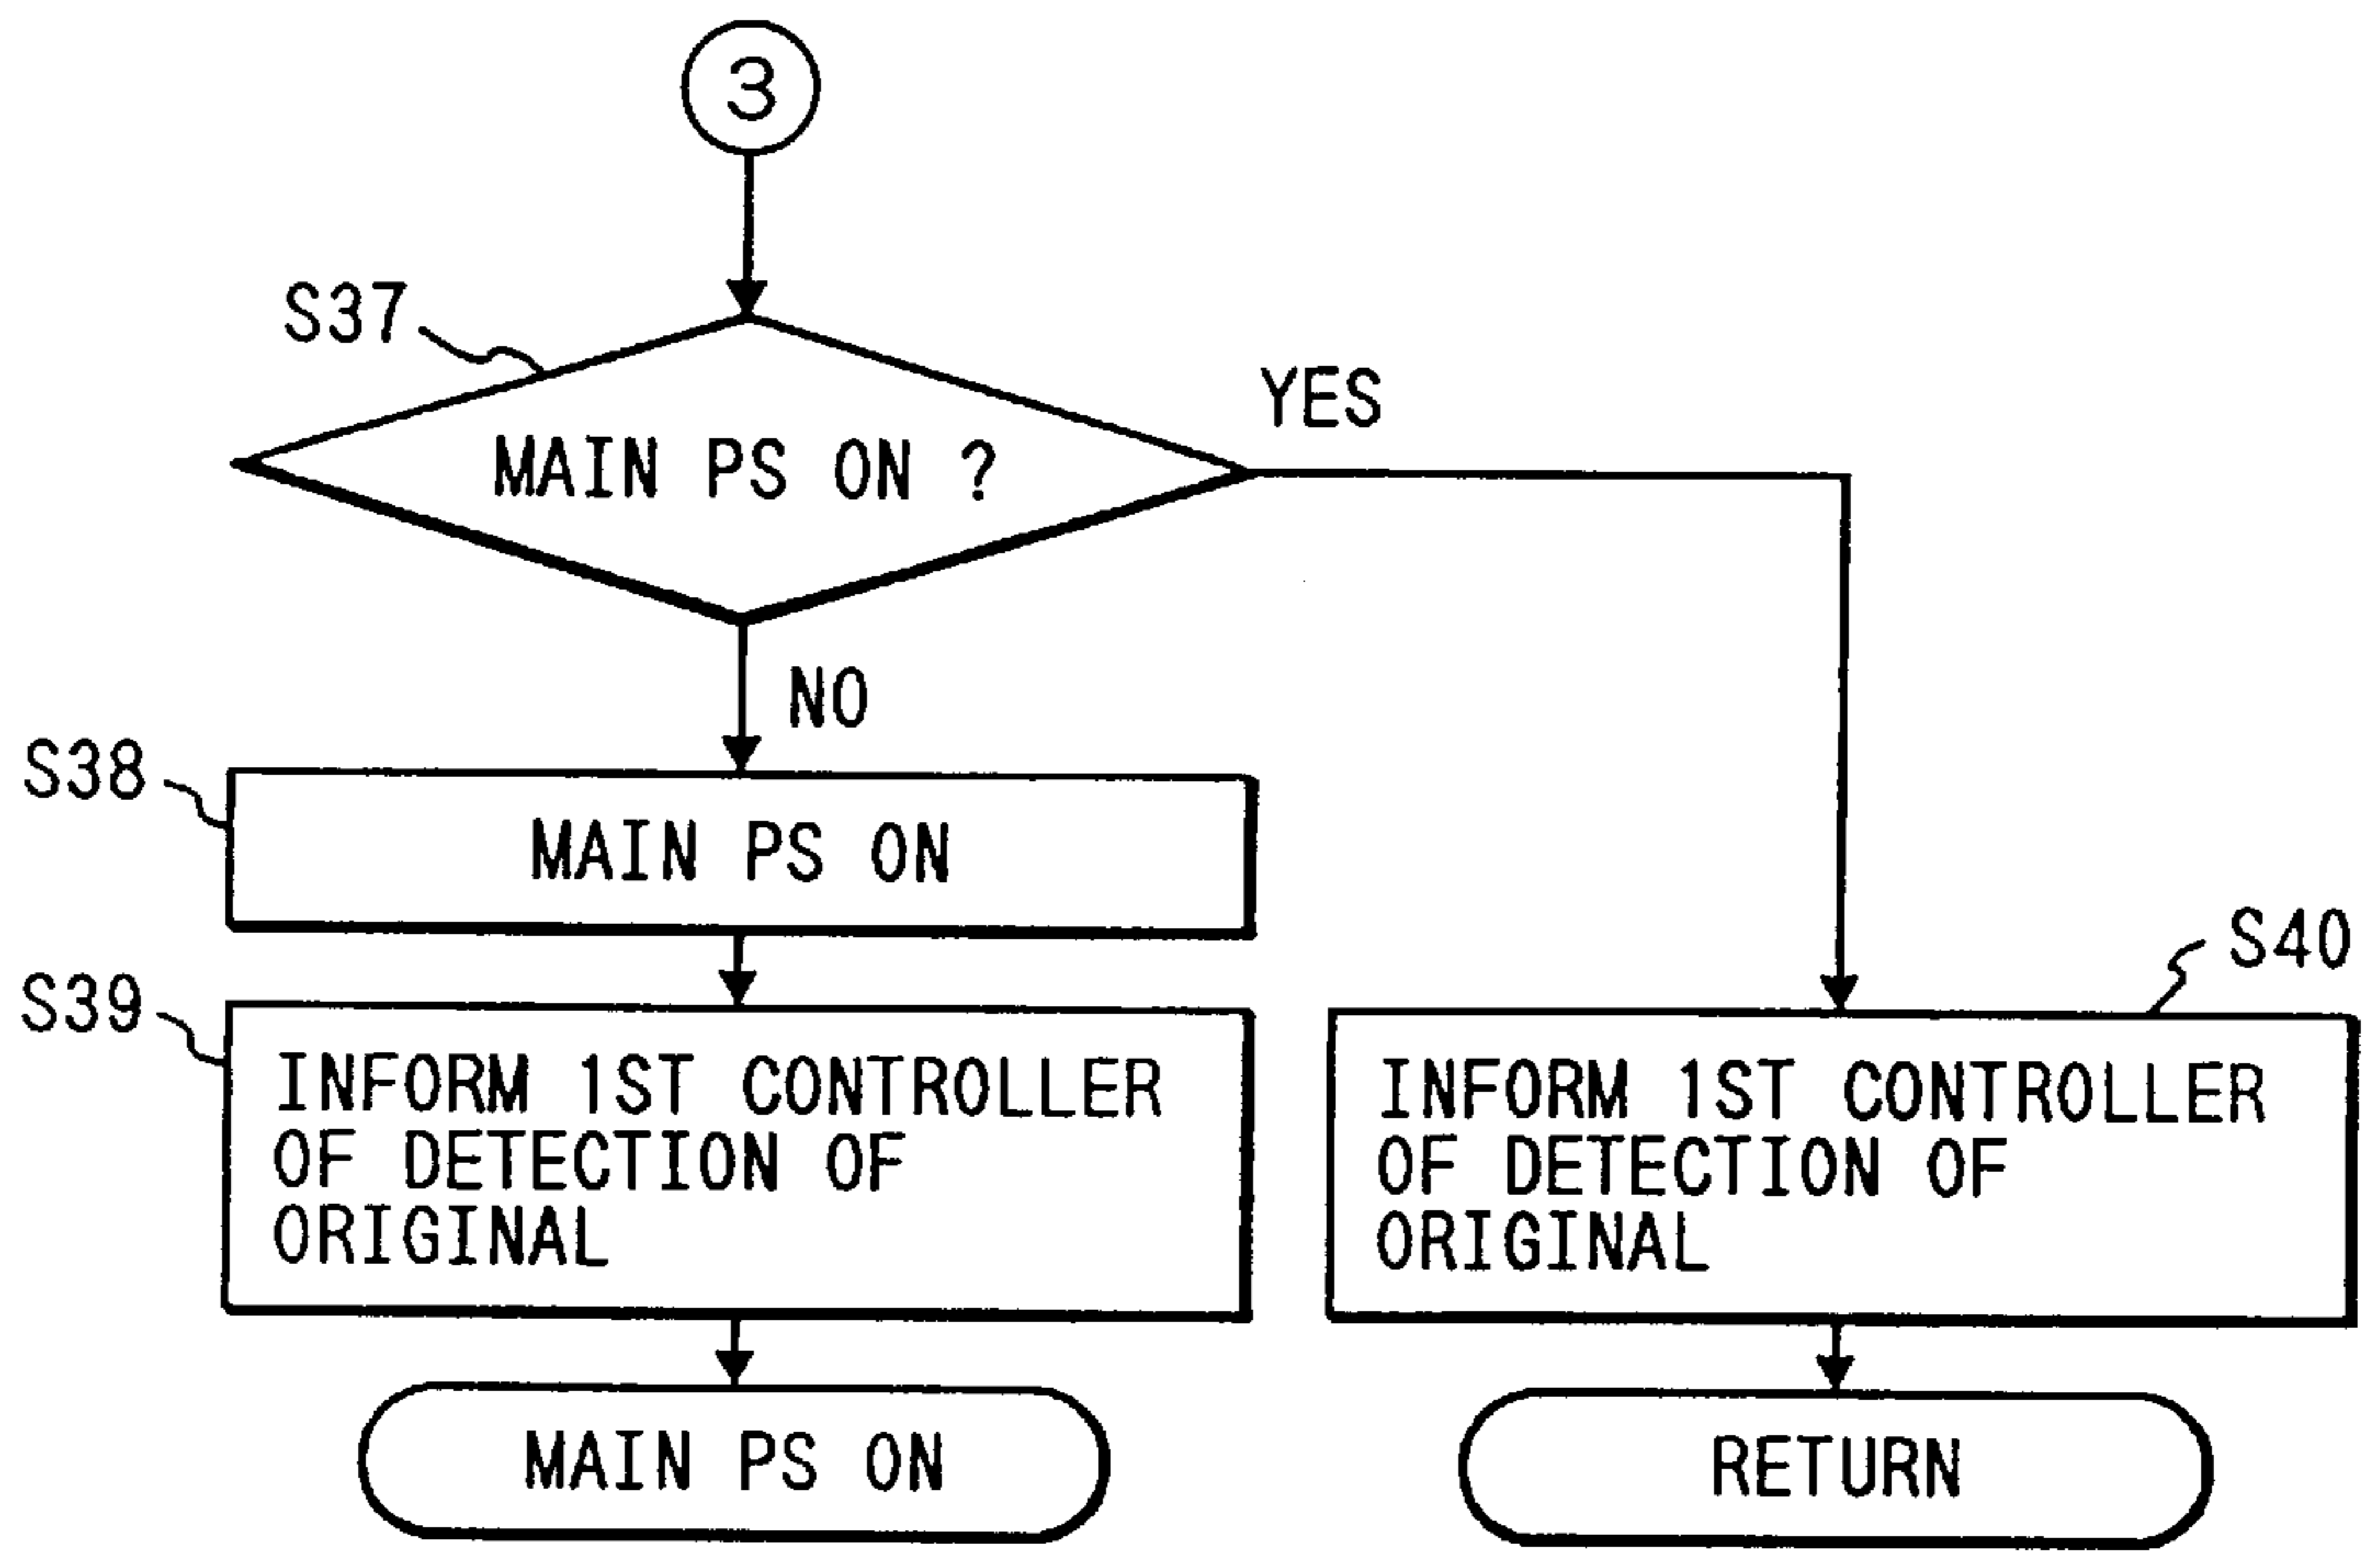 3
S37
MAIN PS ON ?
YES
NO
S38
MAIN PS ON
S39
INFORM 1ST CONTROLLER
OF DETECTION OF
ORIGINAL
MAIN PS ON
S40
INFORM 1ST CONTROLLER
OF DETECTION OF
ORIGINAL
RETURN